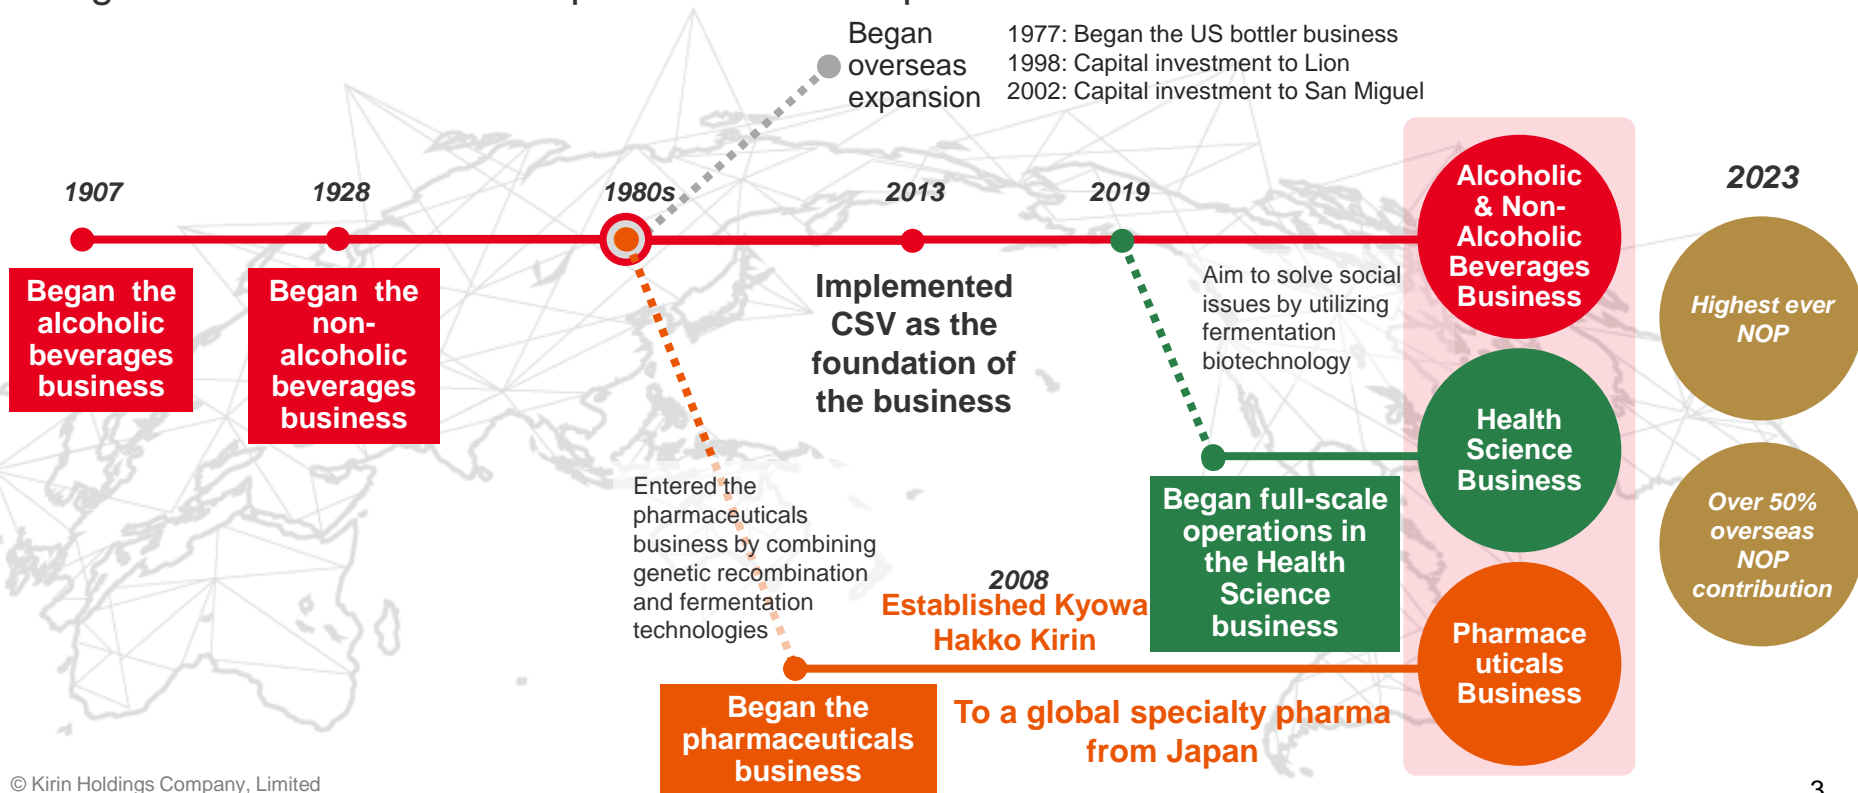 Began
overseas
expansion
1977: Began the US bottler business
1998: Capital investment to Lion
2002: Capital investment to San Miguel
1907
1928
1980s
2013
2019
2023
Began the
alcoholic
beverages
business
Began the
non-
alcoholic
beverages
business
Implemented
CSV as the
foundation of
the business
Aim to solve social
issues by utilizing
fermentation
biotechnology
Alcoholic
& Non-
Alcoholic
Beverages
Business
Highest ever
NOP
Health
Science
Business
Over 50%
overseas
NOP
contribution
Entered the
pharmaceuticals
business by combining
genetic recombination
and fermentation
technologies
Began full-scale
operations in
the Health
Science
business
2008
Established Kyowa
Hakko Kirin
Pharmace
uticals
Business
Began the
pharmaceuticals
business
To a global specialty pharma
from Japan
© Kirin Holdings Company, Limited
3